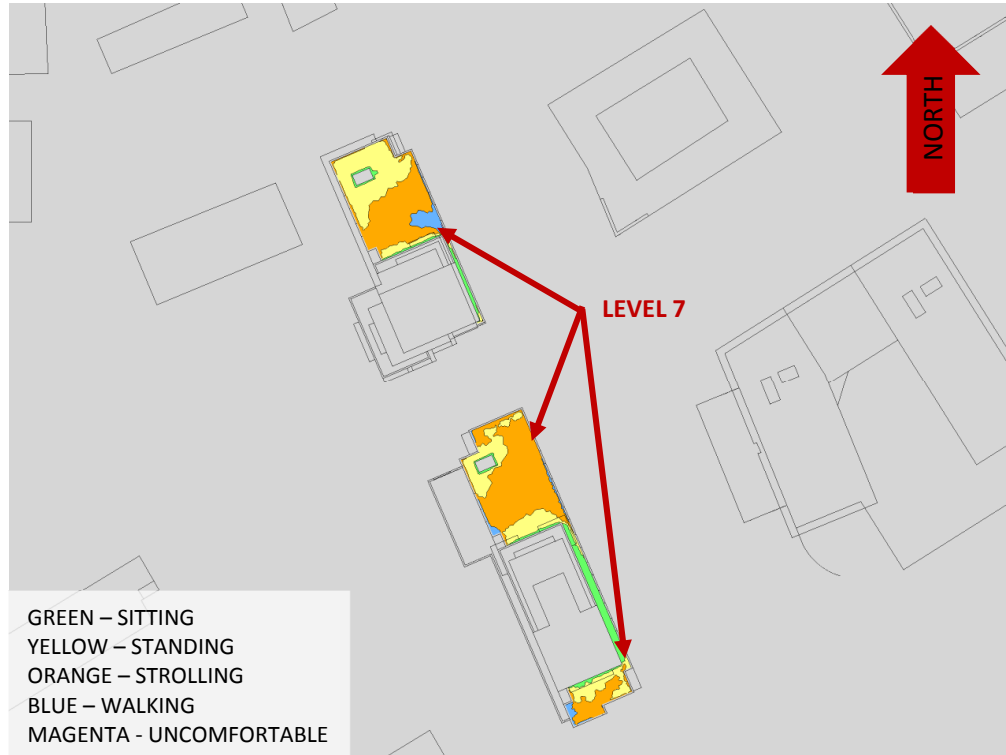 NORTH
LEVEL 7
GREEN – SITTING
YELLOW – STANDING
ORANGE – STROLLING
BLUE – WALKING
MAGENTA - UNCOMFORTABLE